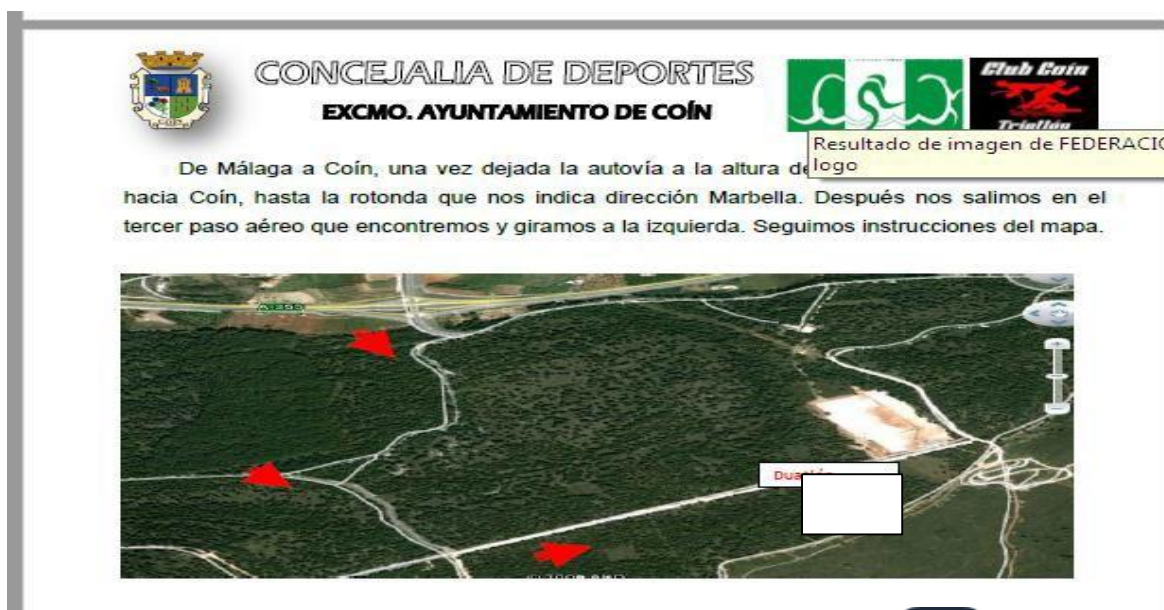 CONCEJALIA DE DEPORTES
EXCMO. AYUNTAMIENTO DE COÍN
COIN
Club Coín
Triatlón
Resultado de imagen de FEDERACIO
logo
De Málaga a Coín, una vez dejada la autovía a la altura de
hacia Coín, hasta la rotonda que nos indica dirección Marbella. Después nos salimos en el
tercer paso aéreo que encontremos y giramos a la izquierda. Seguimos instrucciones del mapa.
A-355